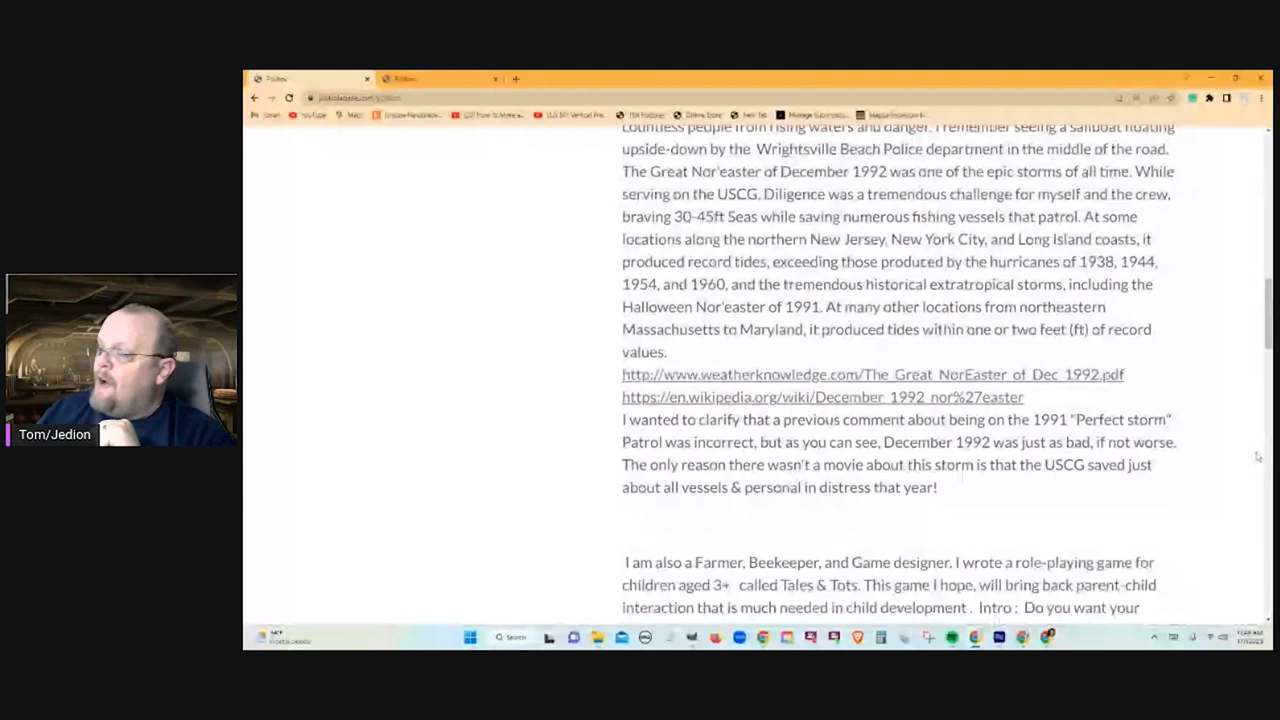 YouTube
Maps
New Tab
countless people from rising waters and danger. I remember seeing a sailboat floating
upside-down by the Wrightsville Beach Police department in the middle of the road.
The Great Nor'easter of December 1992 was one of the epic storms of all time. While
serving on the USCG. Diligence was a tremendous challenge for myself and the crew,
braving 30-45ft Seas while saving numerous fishing vessels that patrol. At some
locations along the northern New Jersey, New York City, and Long Island coasts, it
produced record tides, exceeding those produced by the hurricanes of 1938, 1944,
1954, and 1960, and the tremendous historical extratropical storms, including the
Halloween Nor'easter of 1991. At many other locations from northeastern
Massachusetts to Maryland, it produced tides within one or two feet (ft) of record
values.
http://www.weatherknowledge.com/The_Great_NorEaster_of_Dec_1992.pdf
https://en.wikipedia.org/wiki/December_1992_nor%27easter
I wanted to clarify that a previous comment about being on the 1991 "Perfect storm"
Patrol was incorrect, but as you can see, December 1992 was just as bad, if not worse.
The only reason there wasn't a movie about this storm is that the USCG saved just
about all vessels & personal in distress that year!
I am also a Farmer, Beekeeper, and Game designer. I wrote a role-playing game for
children aged 3+ called Tales & Tots. This game I hope, will bring back parent-child
interaction that is much needed in child development . Intro : Do you want your
Tom/Jedion
Search